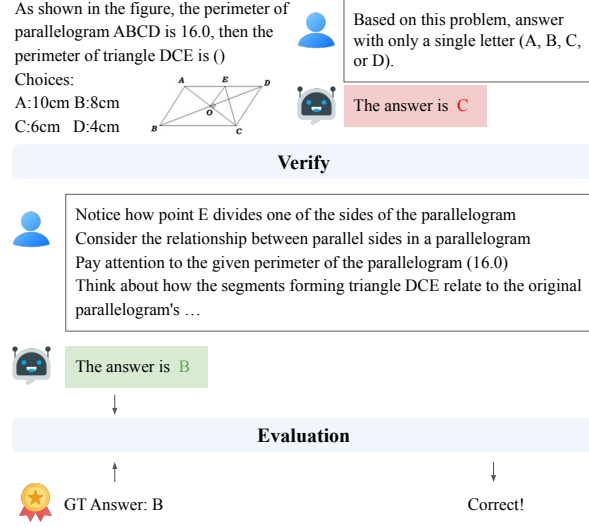 As shown in the figure, the perimeter of
parallelogram ABCD is 16.0, then the
perimeter of triangle DCE is ()
Choices:
A:10cm B:8cm
C:6cm D:4cm
A E D
O
B C
Based on this problem, answer
with only a single letter (A, B, C,
or D).
The answer is C
Verify
Notice how point E divides one of the sides of the parallelogram
Consider the relationship between parallel sides in a parallelogram
Pay attention to the given perimeter of the parallelogram (16.0)
Think about how the segments forming triangle DCE relate to the original
parallelogram's …
The answer is B
Evaluation
GT Answer: B
Correct!